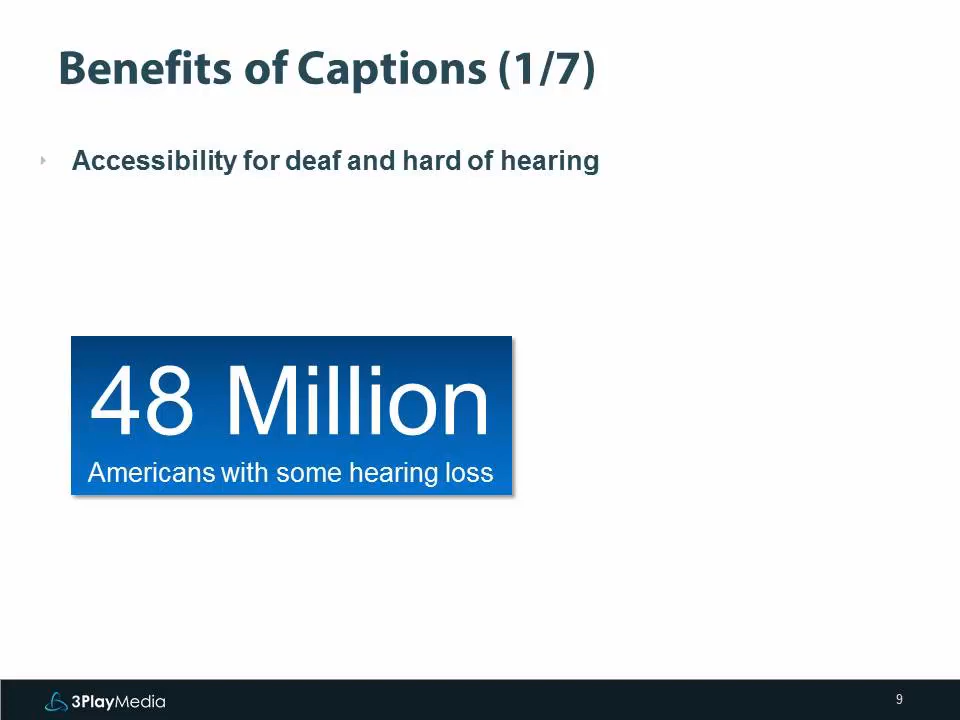 Benefits of Captions (1/7)
Accessibility for deaf and hard of hearing
48 Million
Americans with some hearing loss
3PlayMedia
9